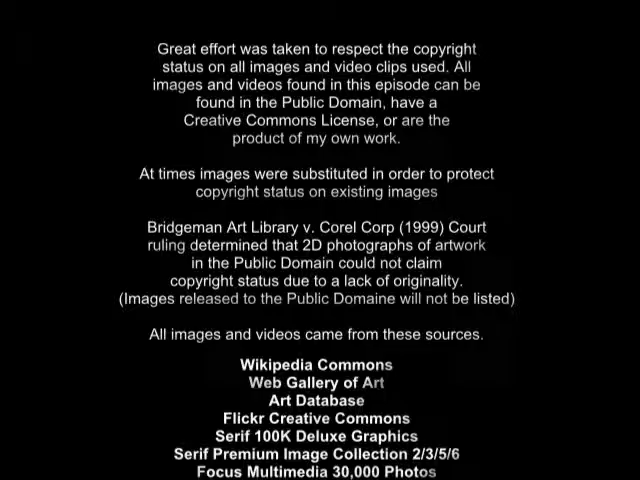 Great effort was taken to respect the copyright
status on all images and video clips used. All
images and videos found in this episode can be
found in the Public Domain, have a
Creative Commons License, or are the
product of my own work.
At times images were substituted in order to protect
copyright status on existing images
Bridgeman Art Library v. Corel Corp (1999) Court
ruling determined that 2D photographs of artwork
in the Public Domain could not claim
copyright status due to a lack of originality.
(Images released to the Public Domaine will not be listed)
All images and videos came from these sources.
Wikipedia Commons
Web Gallery of Art
Art Database
Flickr Creative Commons
Serif 100K Deluxe Graphics
Serif Premium Image Collection 2/3/5/6
Focus Multimedia 30,000 Photos